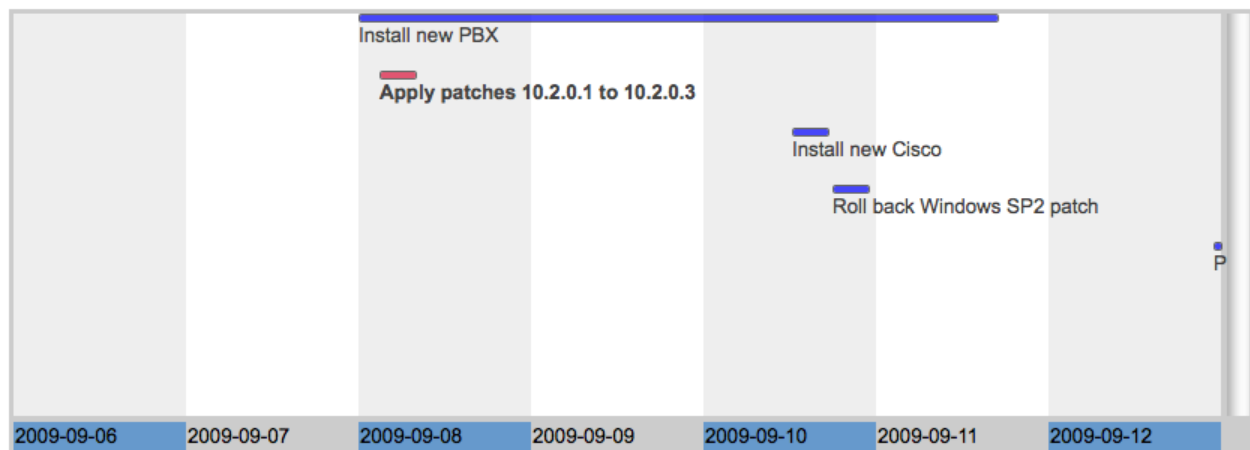 Install new PBX
Apply patches 10.2.0.1 to 10.2.0.3
Install new Cisco
Roll back Windows SP2 patch
P
2009-09-06 2009-09-07 2009-09-08 2009-09-09 2009-09-10 2009-09-11 2009-09-12